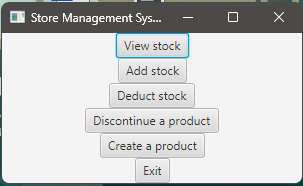 Store Management Sys...
View stock
Add stock
Deduct stock
Discontinue a product
Create a product
Exit